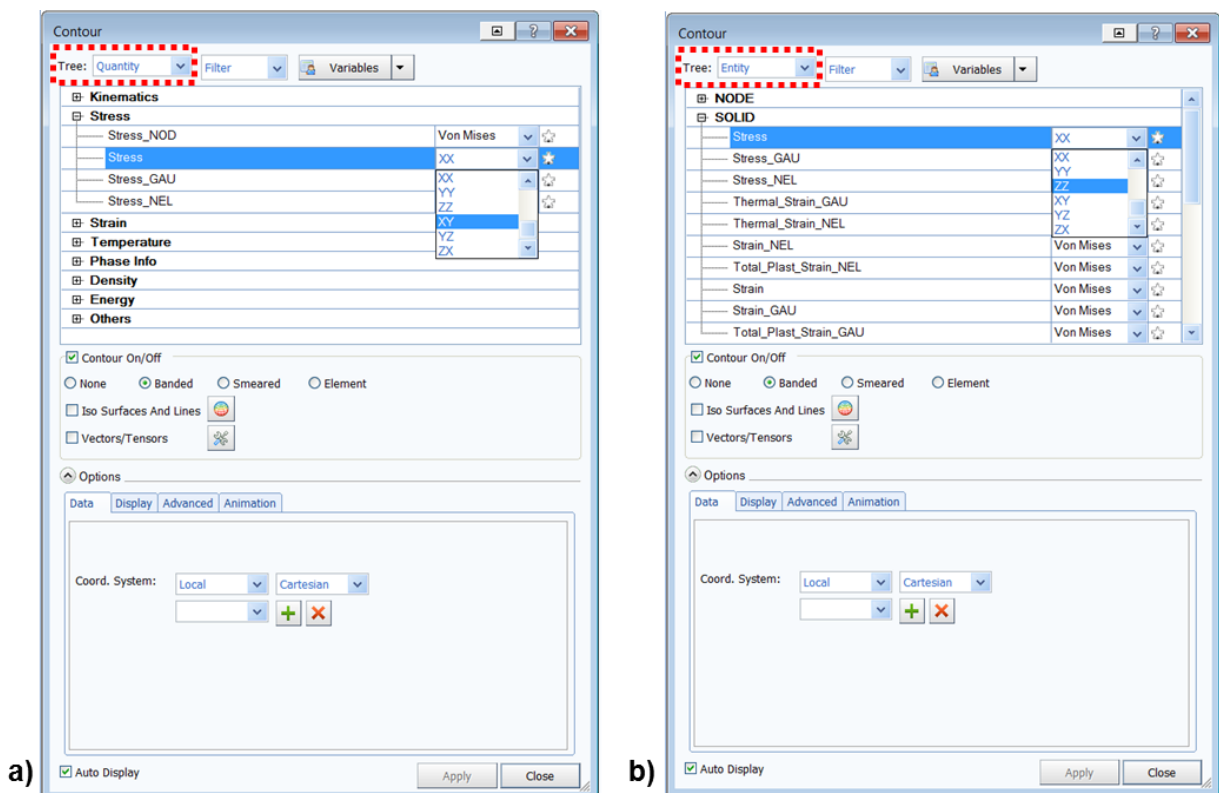 Contour
Tree: Quantity Filter Variables
Kinematics
Stress
Stress_NOD Von Mises
Stress XX
Stress_GAU XX
YY
Stress_NEL ZZ
Strain XY
Temperature YZ
ZX
Phase Info
Density
Energy
Others
Contour On/Off
None Banded Smeared Element
Iso Surfaces And Lines
Vectors/Tensors
Options
Data Display Advanced Animation
Coord. System: Local Cartesian
Auto Display Apply Close
a)
Contour
Tree: Entity Filter Variables
NODE
SOLID
Stress XX
Stress_GAU XX
YY
Stress_NEL ZZ
Thermal_Strain_GAU XY
Thermal_Strain_NEL YZ
ZX
Strain_NEL Von Mises
Total_Plast_Strain_NEL Von Mises
Strain Von Mises
Strain_GAU Von Mises
Total_Plast_Strain_GAU Von Mises
Contour On/Off
None Banded Smeared Element
Iso Surfaces And Lines
Vectors/Tensors
Options
Data Display Advanced Animation
Coord. System: Local Cartesian
Auto Display Apply Close
b)